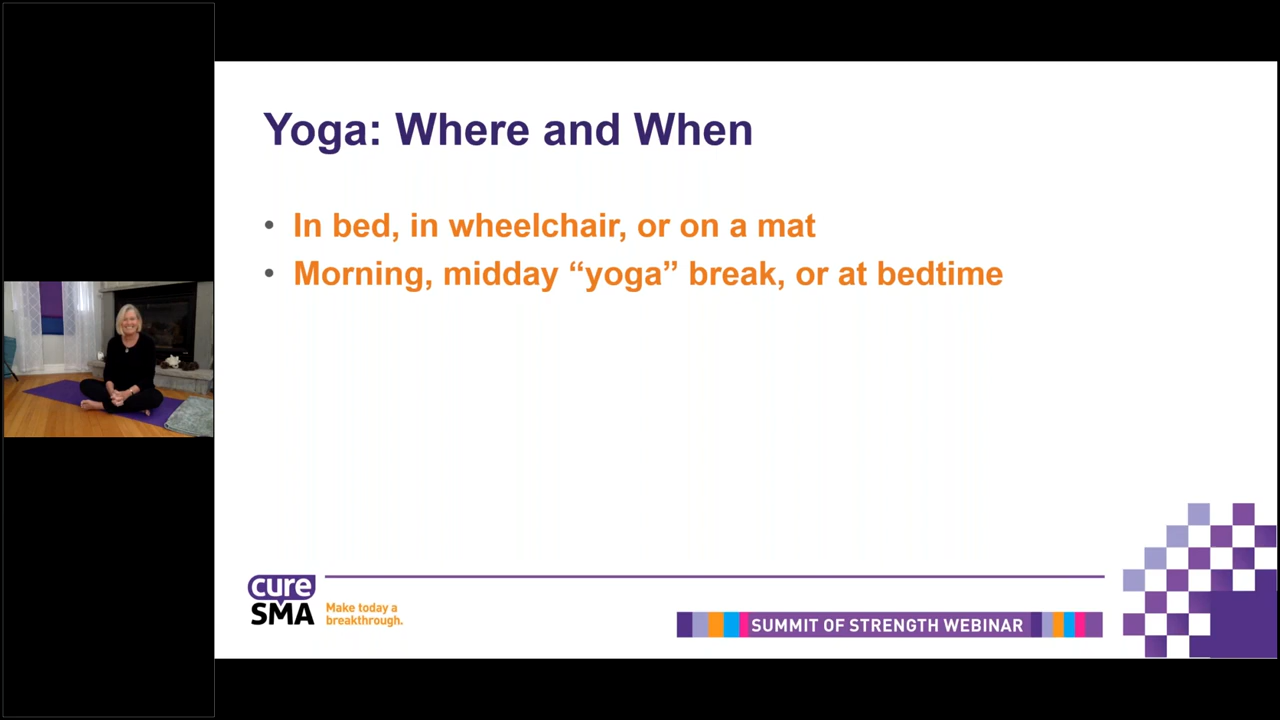 Yoga: Where and When
• In bed, in wheelchair, or on a mat
• Morning, midday “yoga” break, or at bedtime
cure
SMA
Make today a
breakthrough.
SUMMIT OF STRENGTH WEBINAR